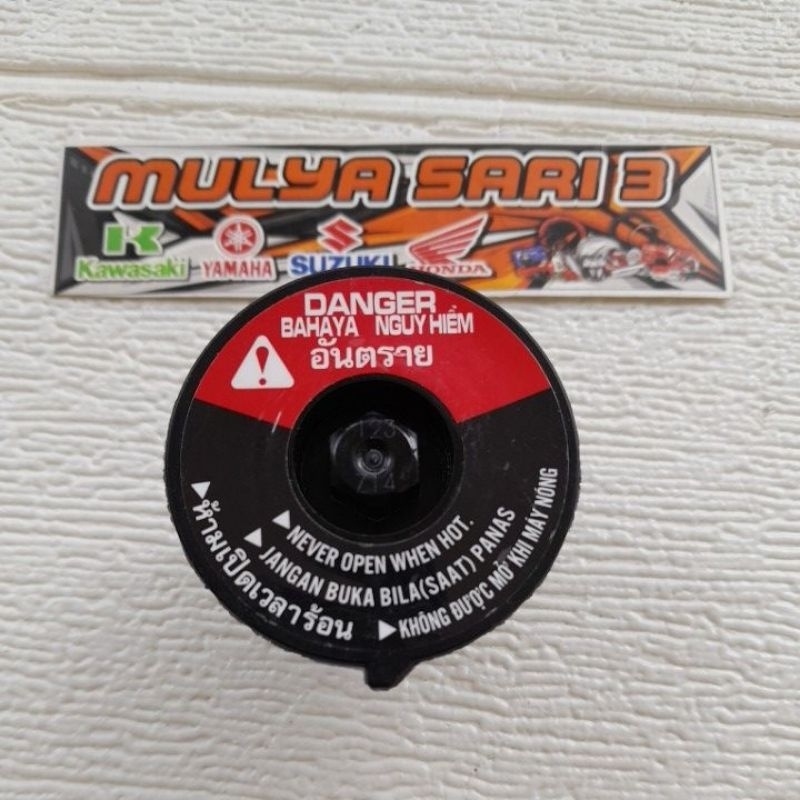 MULYA SARI 3
Kawasaki YAMAHA SUZUKI HONDA
DANGER
BAHAYA NGUY HIỂM
อันตราย
NEVER OPEN WHEN HOT.
JANGAN BUKA BILA(SAAT) PANAS
ห้ามเปิดเวลาร้อน
KHÔNG ĐƯỢC MỞ KHI MÁY NÓNG